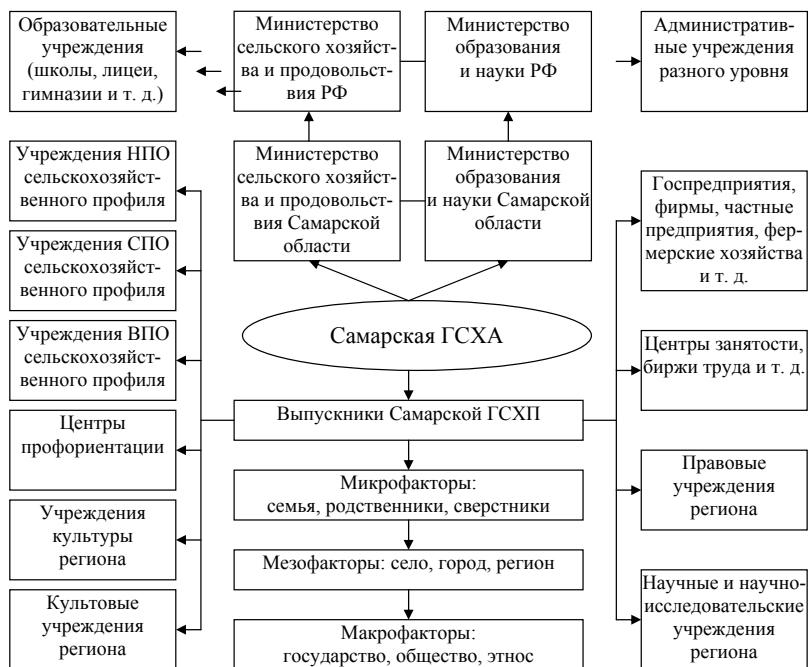 Образовательные
учреждения
(школы, лицеи,
гимназии и т. д.)
Министерство
сельского хозяйст-
ва и продовольст-
вия РФ
Министерство
образования
и науки РФ
Административ-
ные учреждения
разного уровня
Учреждения НПО
сельскохозяйст-
венного профиля
Министерство
сельского хозяйст-
ва и продовольст-
вия Самарской
области
Министерство
образования
и науки Самарской
области
Госпредприятия,
фирмы, частные
предприятия, фер-
мерские хозяйства
и т. д.
Учреждения СПО
сельскохозяйст-
венного профиля
Самарская ГСХА
Учреждения ВПО
сельскохозяйст-
венного профиля
Центры занятости,
биржи труда и т. д.
Выпускники Самарской ГСХП
Центры
профориентации
Микрофакторы:
семья, родственники, сверстники
Правовые
учреждения
региона
Учреждения
культуры
региона
Мезофакторы: село, город, регион
Культовые
учреждения
региона
Макрофакторы:
государство, общество, этнос
Научные и научно-
исследовательские
учреждения
региона